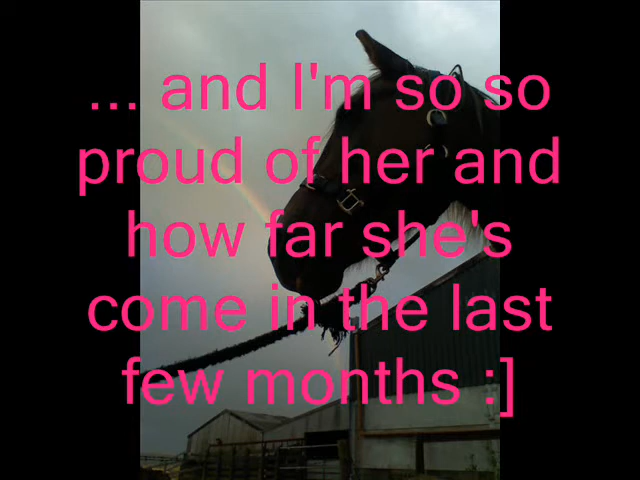 ... and I'm so so
proud of her and
how far she's
come in the last
few months :]